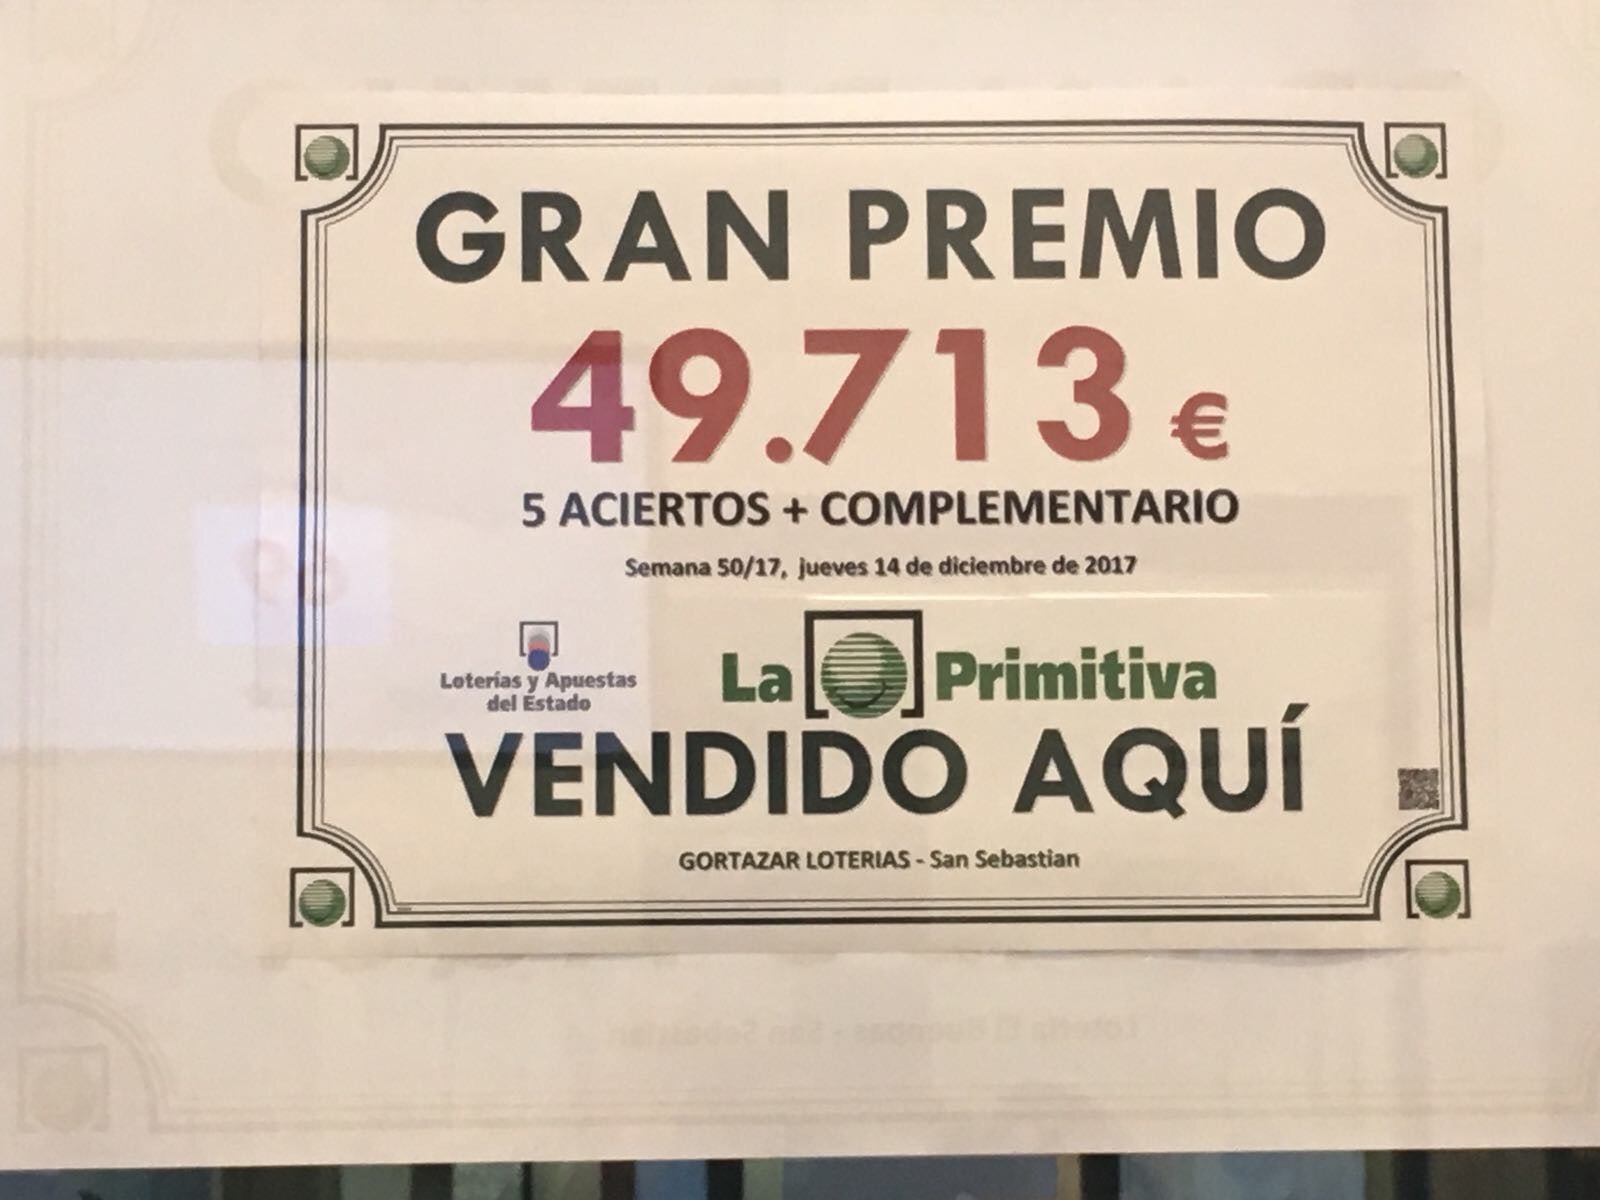 GRAN PREMIO
49.713 €
5 ACIERTOS + COMPLEMENTARIO
Semana 50/17, jueves 14 de diciembre de 2017
Loterías y Apuestas
del Estado
La Primitiva
VENDIDO AQUÍ
GORTAZAR LOTERIAS - San Sebastian